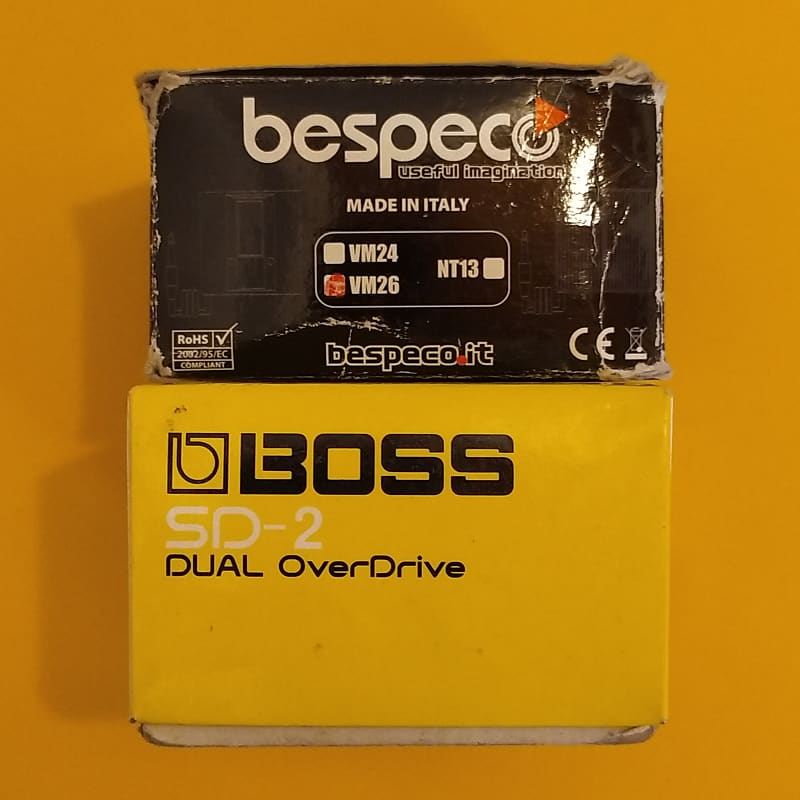 bespeco
useful imagination
MADE IN ITALY
VM24
VM26
NT13
RoHS
2002/95/EC
COMPLIANT
bespeco.it
CE
BOSS
SD-2
DUAL OverDrive